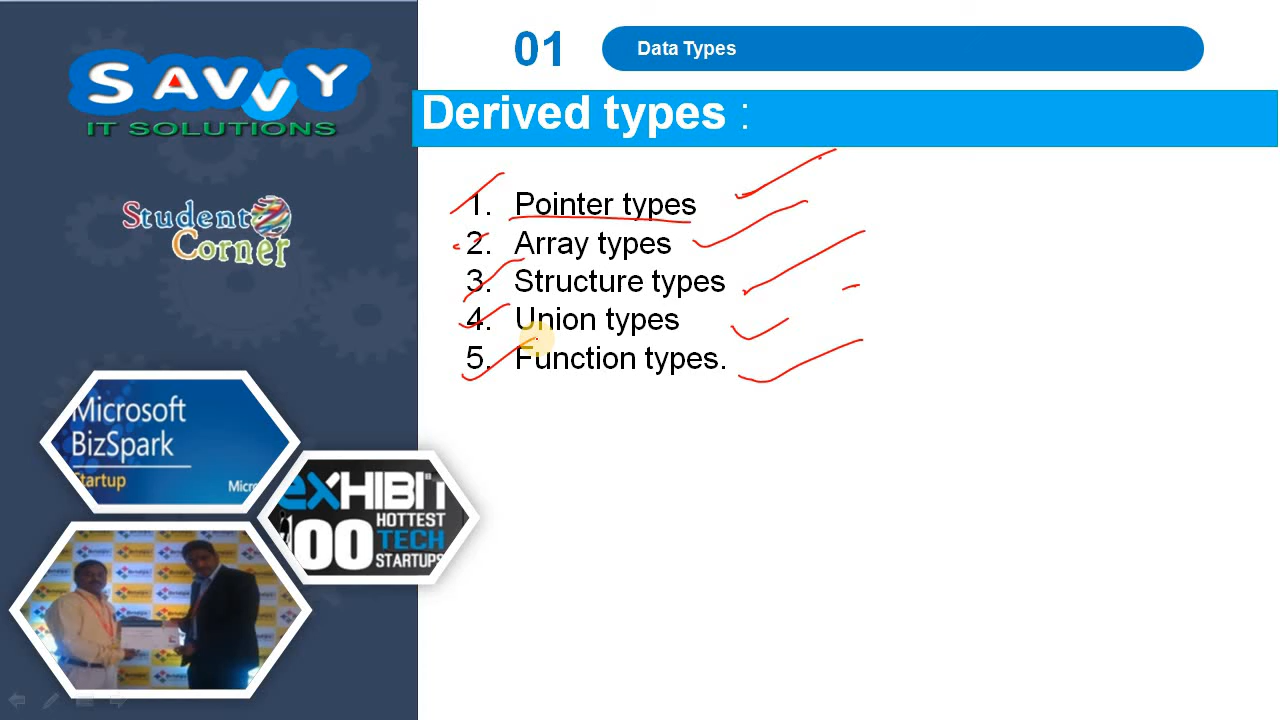 SAVVY
IT SOLUTIONS
Student
Corner
Microsoft
BizSpark
Startup
Micros
eXHIBIT
100
HOTTEST
TECH
STARTUPS
01
Data Types
Derived types :
1. Pointer types
2. Array types
3. Structure types
4. Union types
5. Function types.